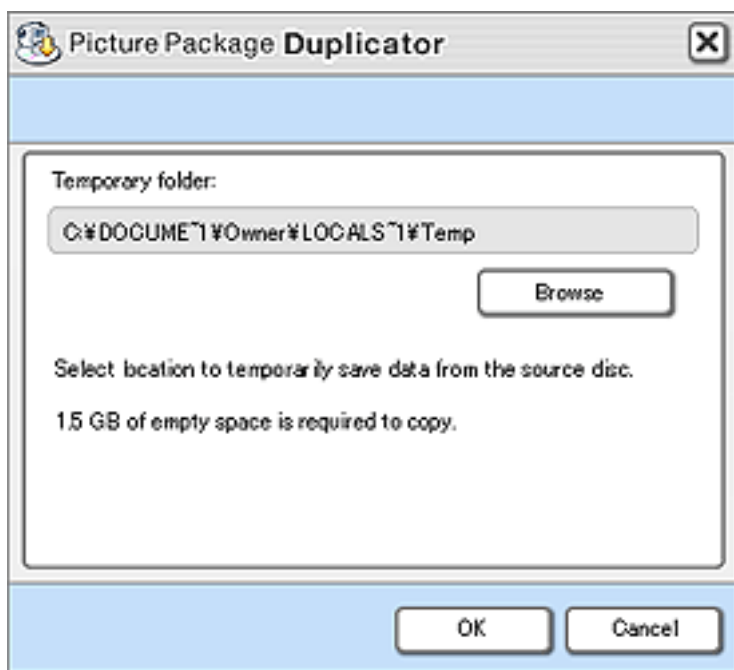 Picture Package Duplicator
Temporary folder:
C:¥DOCUME~1¥Owner¥LOCALS~1¥Temp
Browse
Select location to temporarily save data from the source disc.
1.5 GB of empty space is required to copy.
OK
Cancel